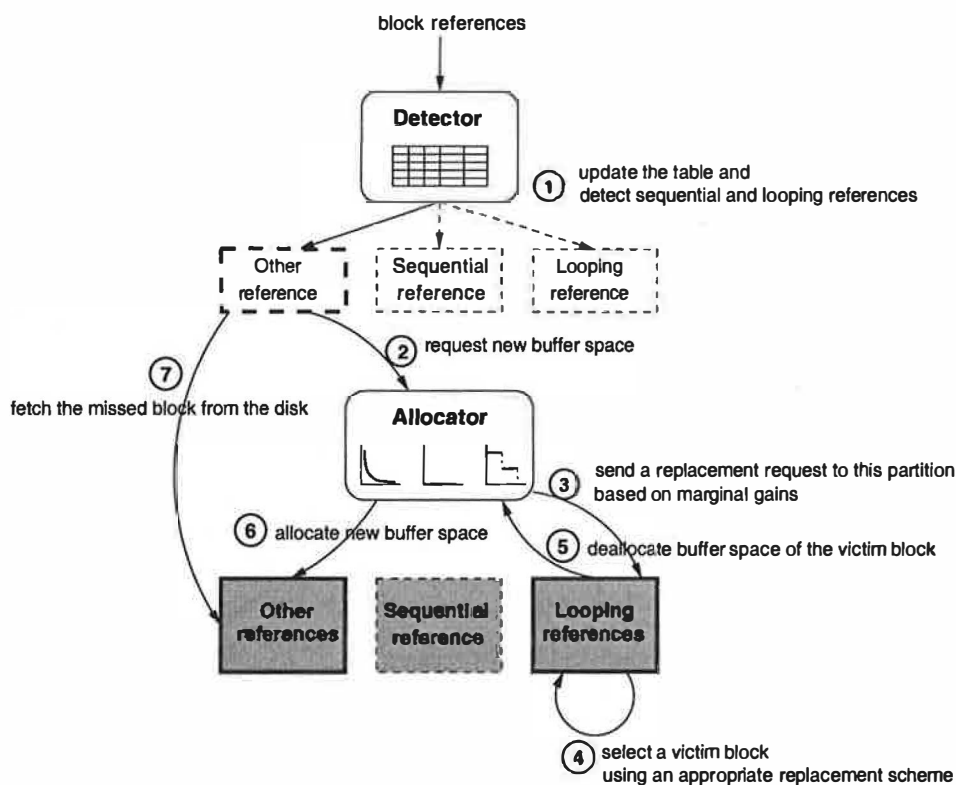 block references
Detector
1
update the table and
detect sequential and looping references
Other
reference
Sequential
reference
Looping
reference
2
request new buffer space
7
fetch the missed block from the disk
Allocator
3
send a replacement request to this partition
based on marginal gains
6
allocate new buffer space
5
deallocate buffer space of the victim block
Other
references
Sequential
reference
Looping
references
4
select a victim block
using an appropriate replacement scheme